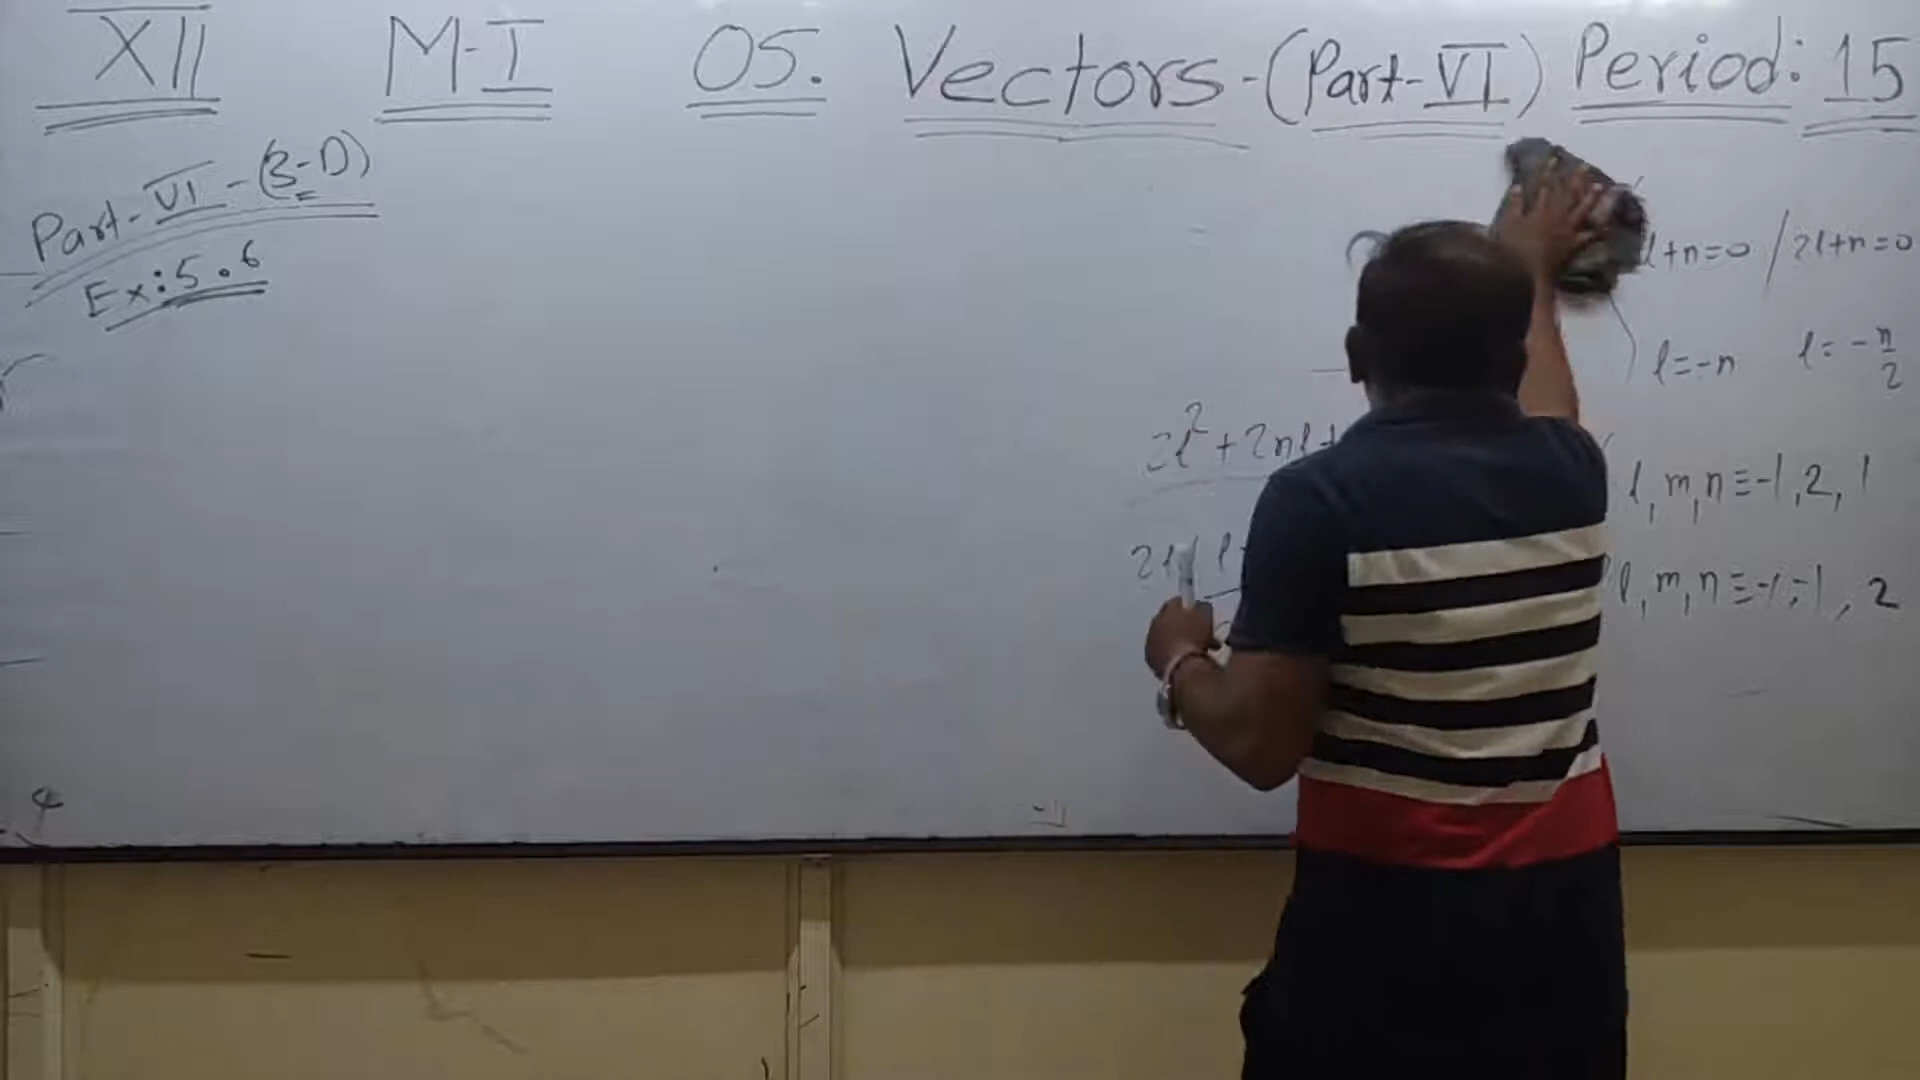 XII M-I 05. Vectors-(Part-VI) Period: 15
Part-VI-(3-D)
Ex:5.6
l+n=0 / 2l+n=0
l=-n l=-n/2
2l²+2nl+
l,m,n≡-1,2,1
l,m,n≡-1,-1,2